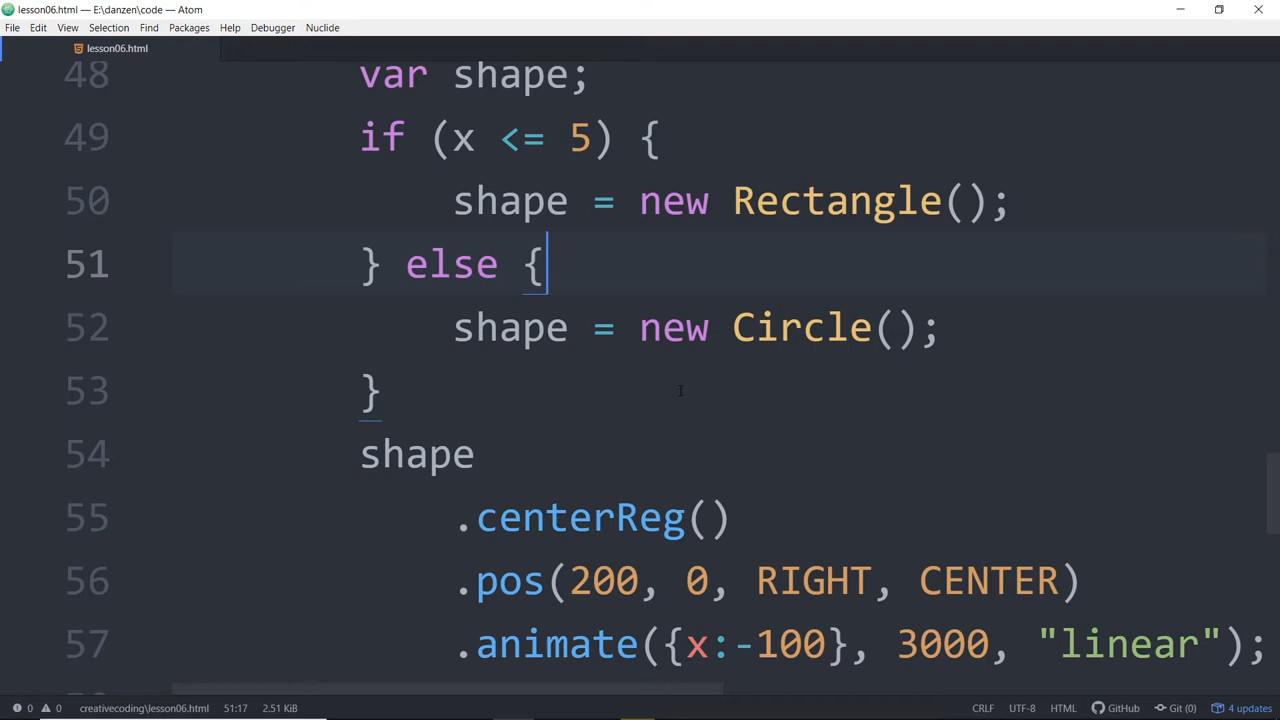 lesson06.html — E:\danzen\code — Atom
File Edit View Selection Find Packages Help Debugger Nuclide
lesson06.html
48 var shape;
49 if (x <= 5) {
50 shape = new Rectangle();
51 } else {
52 shape = new Circle();
53 }
54 shape
55 .centerReg()
56 .pos(200, 0, RIGHT, CENTER)
57 .animate({x:-100}, 3000, "linear");
0 0 creativecoding\lesson06.html 51:17 2.51 KiB CRLF UTF-8 HTML GitHub Git (0) 4 updates